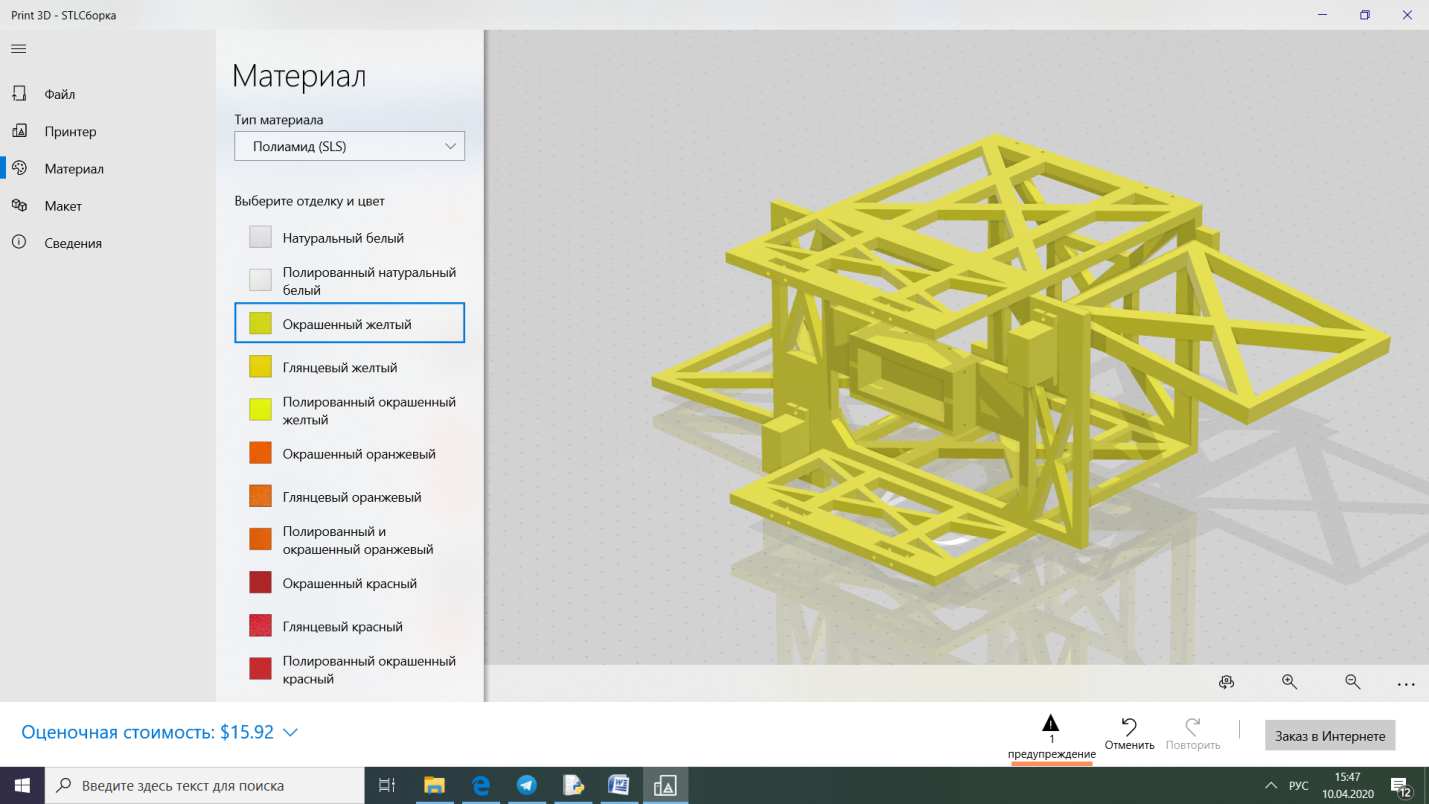 Print 3D - STLСборка
Файл
Принтер
Материал
Макет
Сведения
Материал
Тип материала
Полиамид (SLS)
Выберите отделку и цвет
Натуральный белый
Полированный натуральный
белый
Окрашенный желтый
Глянцевый желтый
Полированный окрашенный
желтый
Окрашенный оранжевый
Глянцевый оранжевый
Полированный и
окрашенный оранжевый
Окрашенный красный
Глянцевый красный
Полированный окрашенный
красный
Оценочная стоимость: $15.92
1
предупреждение
Отменить
Повторить
Заказ в Интернете
Введите здесь текст для поиска
РУС
15:47
10.04.2020
12